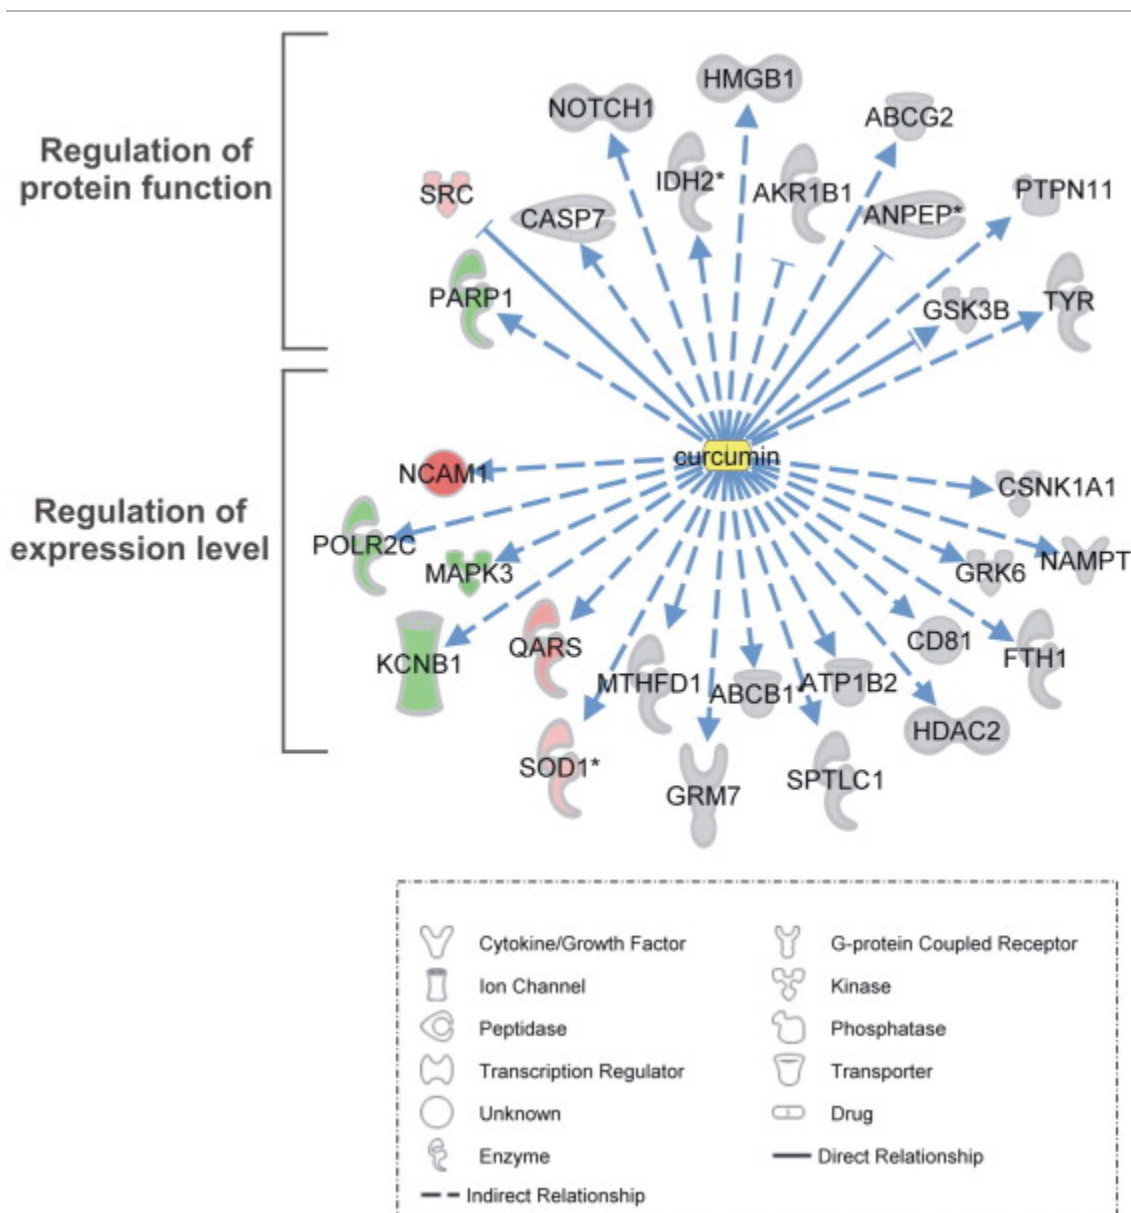 Regulation of
protein function
HMGB1
NOTCH1
ABCG2
IDH2*
AKR1B1
PTPN11
SRC
CASP7
ANPEP*
PARP1
GSK3B
TYR
curcumin
Regulation of
expression level
NCAM1
CSNK1A1
POLR2C
MAPK3
GRK6
NAMPT
KCNB1
QARS
CD81
FTH1
MTHFD1
ABCB1*
ATP1B2
HDAC2
SOD1*
GRM7
SPTLC1
Cytokine/Growth Factor
G-protein Coupled Receptor
Ion Channel
Kinase
Peptidase
Phosphatase
Transcription Regulator
Transporter
Unknown
Drug
Enzyme
Direct Relationship
Indirect Relationship